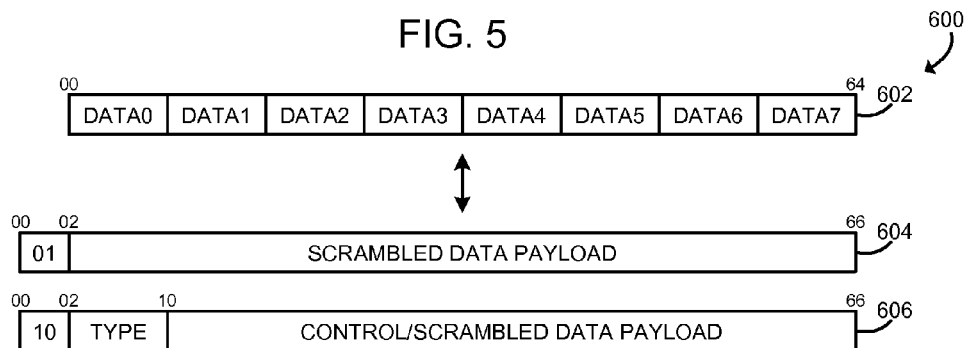 FIG. 5
600
00 64
DATA0 DATA1 DATA2 DATA3 DATA4 DATA5 DATA6 DATA7 602
00 02 66
01 SCRAMBLED DATA PAYLOAD 604
00 02 10 66
10 TYPE CONTROL/SCRAMBLED DATA PAYLOAD 606